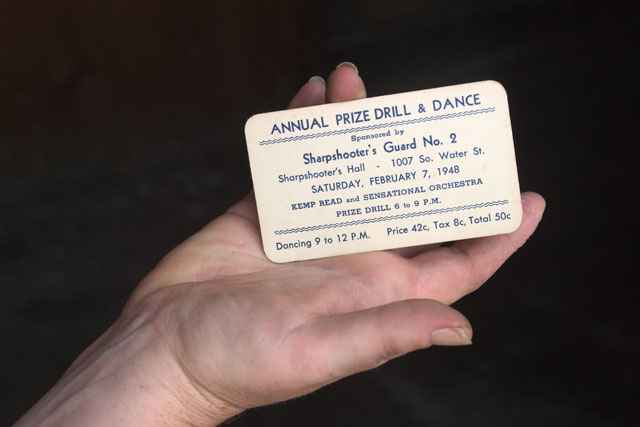 ANNUAL PRIZE DRILL & DANCE
Sponsored by
Sharpshooter's Guard No. 2
Sharpshooter's Hall - 1007 So. Water St.
SATURDAY, FEBRUARY 7, 1948
KEMP READ and SENSATIONAL ORCHESTRA
PRIZE DRILL 6 to 9 P.M.
Dancing 9 to 12 P.M. Price 42c, Tax 8c, Total 50c